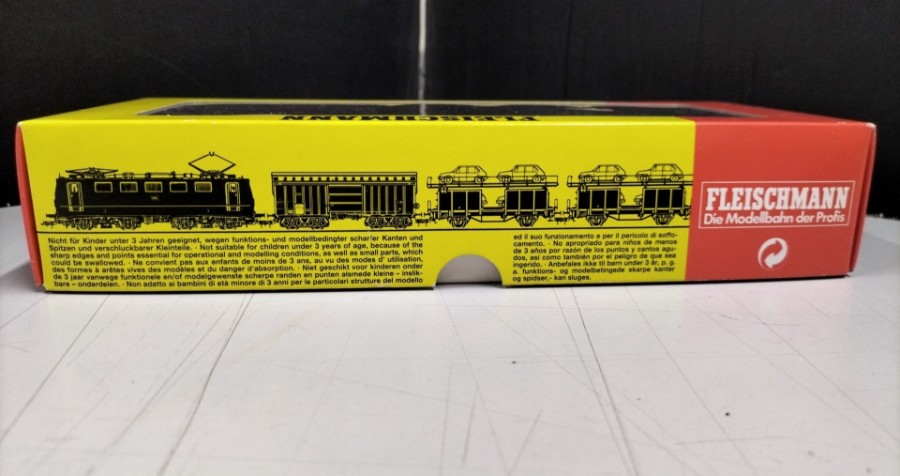 FLEISCHMANN
FLEISCHMANN
Die Modellbahn der Profis
Nicht für Kinder unter 3 Jahren geeignet, wegen funktions- und modellbedingter scharfer Kanten und
Spitzen und verschluckbarer Kleinteile. · Not suitable for children under 3 years of age, because of the
sharp edges and points essential for operational and modelling conditions, as well as small parts, which
could be swallowed. · Ne convient pas aux enfants de moins de 3 ans, au vu des modes d'utilisation,
des formes à arêtes vives des modèles et du danger d'absorption. · Niet geschikt voor kinderen onder
de 3 jaar vanwege funktionele en/of modelgewenste scherpe randen en punten alsmede kleine – inslik-
bare – onderdelen. · Non adatto ai bambini di età minore di 3 anni per le particolari strutture del modello
ed il suo funzionamento e per il pericolo di soffo-
camento. · No apropriado para niños de menos
de 3 años por razón de los puntos y cantos agu-
dos, asi como también por el peligro de que sea
ingerido. · Anbefales ikke til børn under 3 år, p. g.
a. funktions- og modelbetingede skarpe kanter
og spidser,- kan sluges.